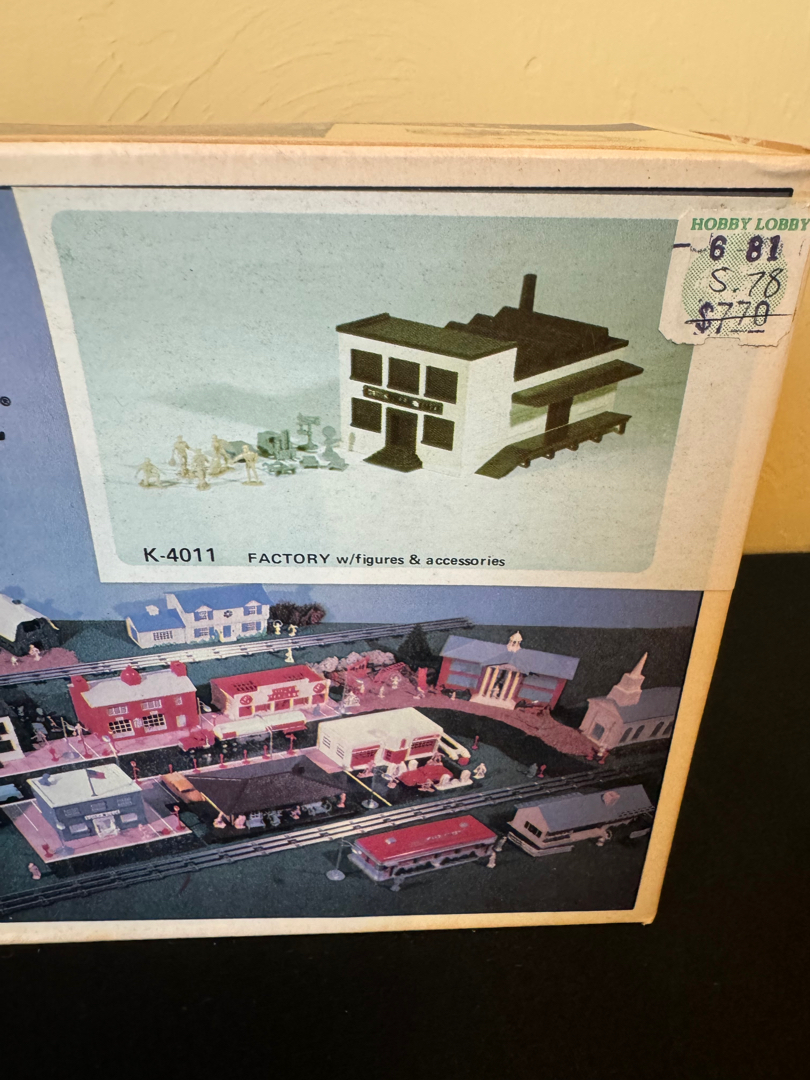 HOBBY LOBBY
6 81
5.78
$7.70
®
K-4011 FACTORY w/figures & accessories